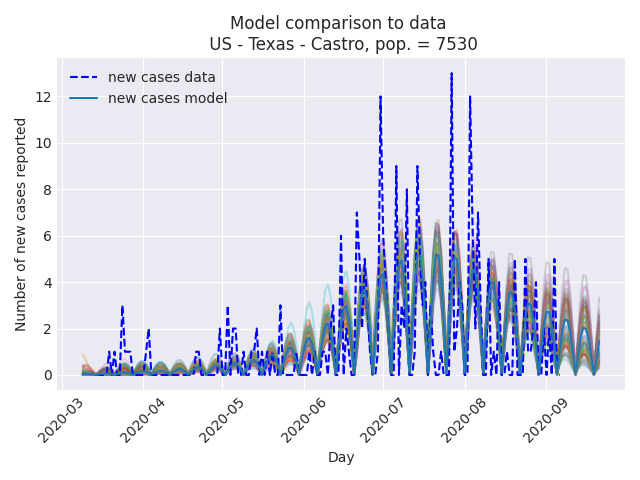 Model comparison to data
US - Texas - Castro, pop. = 7530
new cases data
new cases model
Number of new cases reported
12
10
8
6
4
2
0
2020-03
2020-04
2020-05
2020-06
2020-07
2020-08
2020-09
Day